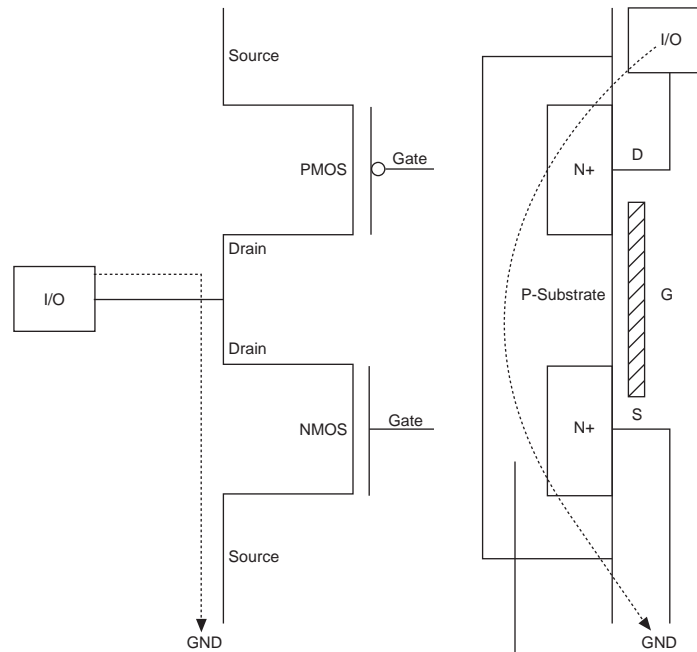 Source
PMOS
Gate
Drain
I/O
Drain
NMOS
Gate
Source
GND
I/O
N+
D
P-Substrate
G
S
N+
GND